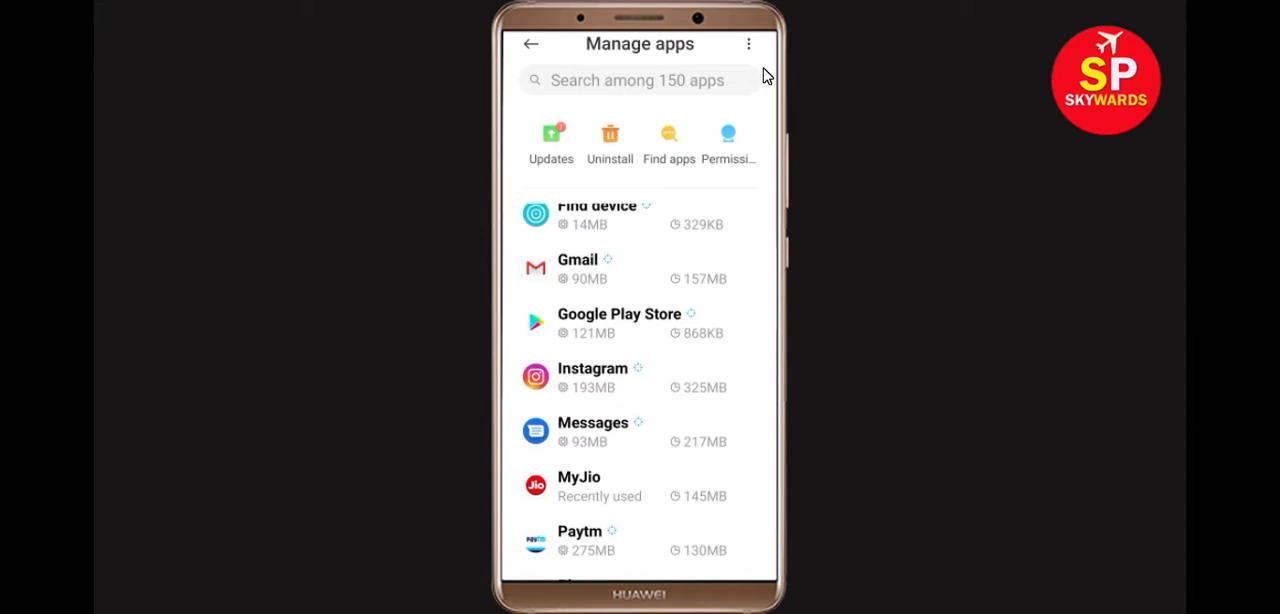 Manage apps
Search among 150 apps
Updates
Uninstall
Find apps
Permissi...
Find device
14MB
329KB
Gmail
90MB
157MB
Google Play Store
121MB
868KB
Instagram
193MB
325MB
Messages
93MB
217MB
Jio
MyJio
Recently used
145MB
Paytm
Paytm
275MB
130MB
HUAWEI
SP
SKYWARDS